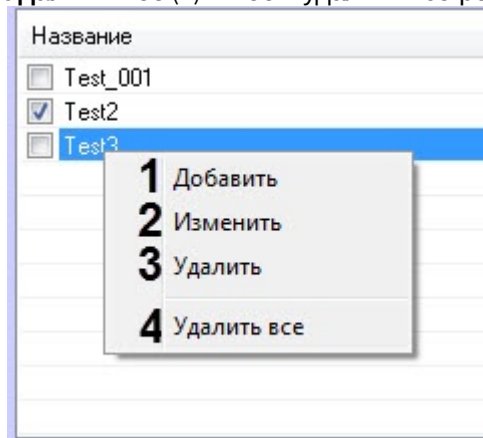 Название
Test_001
Test2
Test3
1 Добавить
2 Изменить
3 Удалить
4 Удалить все